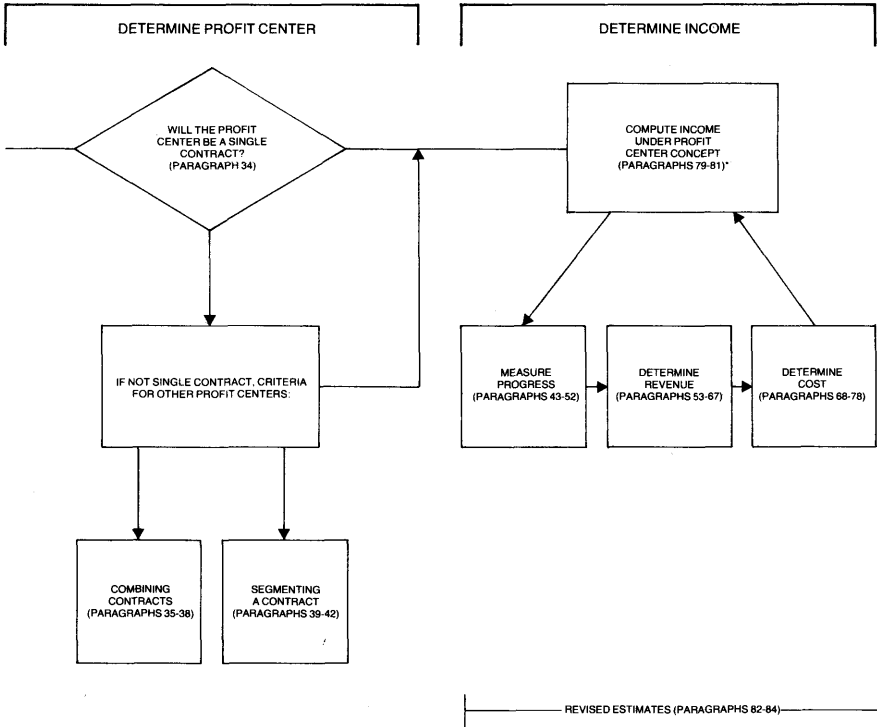 DETERMINE PROFIT CENTER
DETERMINE INCOME
WILL THE PROFIT
CENTER BE A SINGLE
CONTRACT?
(PARAGRAPH 34)
COMPUTE INCOME
UNDER PROFIT
CENTER CONCEPT
(PARAGRAPHS 79-81)*
IF NOT SINGLE CONTRACT, CRITERIA
FOR OTHER PROFIT CENTERS:
MEASURE
PROGRESS
(PARAGRAPHS 43-52)
DETERMINE
REVENUE
(PARAGRAPHS 53-67)
DETERMINE
COST
(PARAGRAPHS 68-78)
COMBINING
CONTRACTS
(PARAGRAPHS 35-38)
SEGMENTING
A CONTRACT
(PARAGRAPHS 39-42)
REVISED ESTIMATES (PARAGRAPHS 82-84)